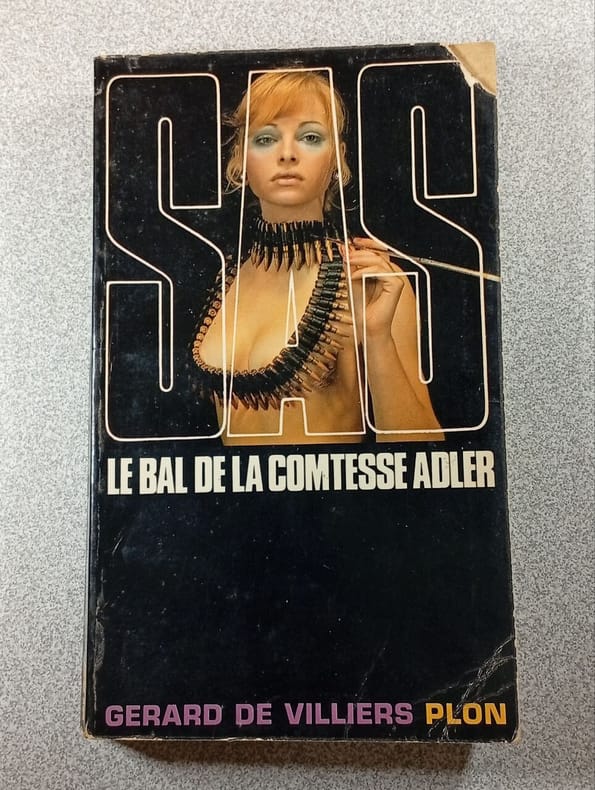 SAS
LE BAL DE LA COMTESSE ADLER
GERARD DE VILLIERS PLON